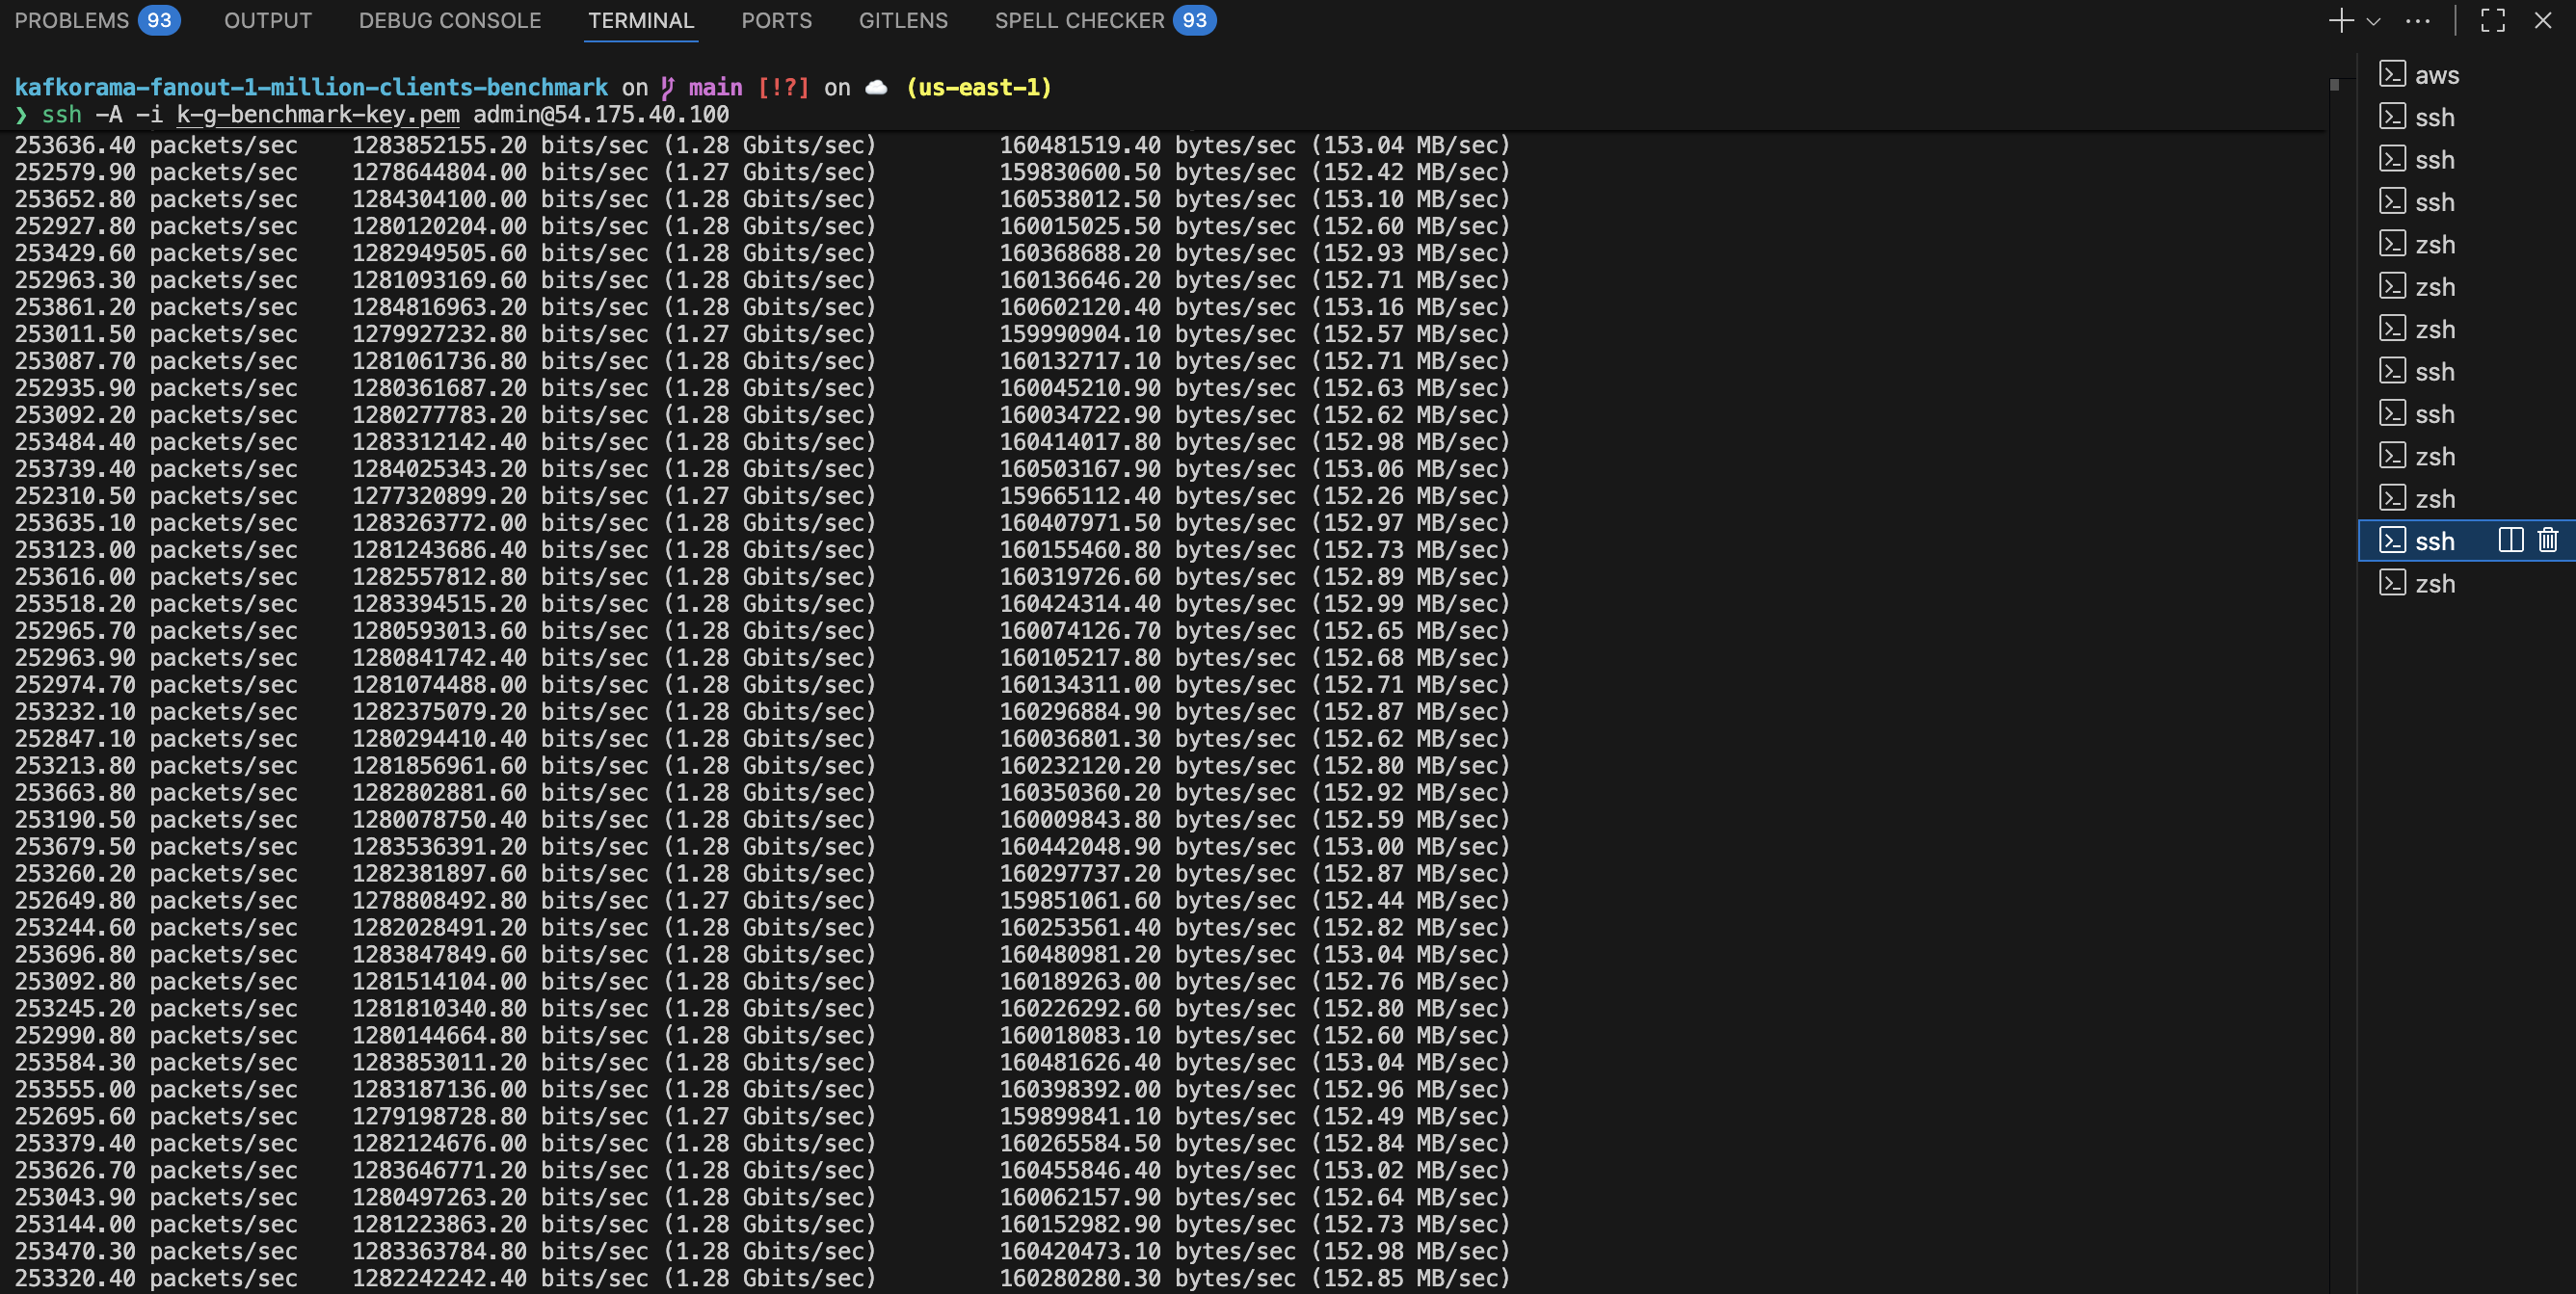 PROBLEMS 93 OUTPUT DEBUG CONSOLE TERMINAL PORTS GITLENS SPELL CHECKER 93
kafkorama-fanout-1-million-clients-benchmark on main [!?] on ☁️ (us-east-1)
❯ ssh -A -i k-g-benchmark-key.pem admin@54.175.40.100
253636.40 packets/sec 1283852155.20 bits/sec (1.28 Gbits/sec) 160481519.40 bytes/sec (153.04 MB/sec)
252579.90 packets/sec 1278644804.00 bits/sec (1.27 Gbits/sec) 159830600.50 bytes/sec (152.42 MB/sec)
253652.80 packets/sec 1284304100.00 bits/sec (1.28 Gbits/sec) 160538012.50 bytes/sec (153.10 MB/sec)
252927.80 packets/sec 1280120204.00 bits/sec (1.28 Gbits/sec) 160015025.50 bytes/sec (152.60 MB/sec)
253429.60 packets/sec 1282949505.60 bits/sec (1.28 Gbits/sec) 160368688.20 bytes/sec (152.93 MB/sec)
252963.30 packets/sec 1281093169.60 bits/sec (1.28 Gbits/sec) 160136646.20 bytes/sec (152.71 MB/sec)
253861.20 packets/sec 1284816963.20 bits/sec (1.28 Gbits/sec) 160602120.40 bytes/sec (153.16 MB/sec)
253011.50 packets/sec 1279927232.80 bits/sec (1.27 Gbits/sec) 159990904.10 bytes/sec (152.57 MB/sec)
253087.70 packets/sec 1281061736.80 bits/sec (1.28 Gbits/sec) 160132717.10 bytes/sec (152.71 MB/sec)
252935.90 packets/sec 1280361687.20 bits/sec (1.28 Gbits/sec) 160045210.90 bytes/sec (152.63 MB/sec)
253092.20 packets/sec 1280277783.20 bits/sec (1.28 Gbits/sec) 160034722.90 bytes/sec (152.62 MB/sec)
253484.40 packets/sec 1283312142.40 bits/sec (1.28 Gbits/sec) 160414017.80 bytes/sec (152.98 MB/sec)
253739.40 packets/sec 1284025343.20 bits/sec (1.28 Gbits/sec) 160503167.90 bytes/sec (153.06 MB/sec)
252310.50 packets/sec 1277320899.20 bits/sec (1.27 Gbits/sec) 159665112.40 bytes/sec (152.26 MB/sec)
253635.10 packets/sec 1283263772.00 bits/sec (1.28 Gbits/sec) 160407971.50 bytes/sec (152.97 MB/sec)
253123.00 packets/sec 1281243686.40 bits/sec (1.28 Gbits/sec) 160155460.80 bytes/sec (152.73 MB/sec)
253616.00 packets/sec 1282557812.80 bits/sec (1.28 Gbits/sec) 160319726.60 bytes/sec (152.89 MB/sec)
253518.20 packets/sec 1283394515.20 bits/sec (1.28 Gbits/sec) 160424314.40 bytes/sec (152.99 MB/sec)
252965.70 packets/sec 1280593013.60 bits/sec (1.28 Gbits/sec) 160074126.70 bytes/sec (152.65 MB/sec)
252963.90 packets/sec 1280841742.40 bits/sec (1.28 Gbits/sec) 160105217.80 bytes/sec (152.68 MB/sec)
252974.70 packets/sec 1281074488.00 bits/sec (1.28 Gbits/sec) 160134311.00 bytes/sec (152.71 MB/sec)
253232.10 packets/sec 1282375079.20 bits/sec (1.28 Gbits/sec) 160296884.90 bytes/sec (152.87 MB/sec)
252847.10 packets/sec 1280294410.40 bits/sec (1.28 Gbits/sec) 160036801.30 bytes/sec (152.62 MB/sec)
253213.80 packets/sec 1281856961.60 bits/sec (1.28 Gbits/sec) 160232120.20 bytes/sec (152.80 MB/sec)
253663.80 packets/sec 1282802881.60 bits/sec (1.28 Gbits/sec) 160350360.20 bytes/sec (152.92 MB/sec)
253190.50 packets/sec 1280078750.40 bits/sec (1.28 Gbits/sec) 160009843.80 bytes/sec (152.59 MB/sec)
253679.50 packets/sec 1283536391.20 bits/sec (1.28 Gbits/sec) 160442048.90 bytes/sec (153.00 MB/sec)
253260.20 packets/sec 1282381897.60 bits/sec (1.28 Gbits/sec) 160297737.20 bytes/sec (152.87 MB/sec)
252649.80 packets/sec 1278808492.80 bits/sec (1.27 Gbits/sec) 159851061.60 bytes/sec (152.44 MB/sec)
253244.60 packets/sec 1282028491.20 bits/sec (1.28 Gbits/sec) 160253561.40 bytes/sec (152.82 MB/sec)
253696.80 packets/sec 1283847849.60 bits/sec (1.28 Gbits/sec) 160480981.20 bytes/sec (153.04 MB/sec)
253092.80 packets/sec 1281514104.00 bits/sec (1.28 Gbits/sec) 160189263.00 bytes/sec (152.76 MB/sec)
253245.20 packets/sec 1281810340.80 bits/sec (1.28 Gbits/sec) 160226292.60 bytes/sec (152.80 MB/sec)
252990.80 packets/sec 1280144664.80 bits/sec (1.28 Gbits/sec) 160018083.10 bytes/sec (152.60 MB/sec)
253584.30 packets/sec 1283853011.20 bits/sec (1.28 Gbits/sec) 160481626.40 bytes/sec (153.04 MB/sec)
253555.00 packets/sec 1283187136.00 bits/sec (1.28 Gbits/sec) 160398392.00 bytes/sec (152.96 MB/sec)
252695.60 packets/sec 1279198728.80 bits/sec (1.27 Gbits/sec) 159899841.10 bytes/sec (152.49 MB/sec)
253379.40 packets/sec 1282124676.00 bits/sec (1.28 Gbits/sec) 160265584.50 bytes/sec (152.84 MB/sec)
253626.70 packets/sec 1283646771.20 bits/sec (1.28 Gbits/sec) 160455846.40 bytes/sec (153.02 MB/sec)
253043.90 packets/sec 1280497263.20 bits/sec (1.28 Gbits/sec) 160062157.90 bytes/sec (152.64 MB/sec)
253144.00 packets/sec 1281223863.20 bits/sec (1.28 Gbits/sec) 160152982.90 bytes/sec (152.73 MB/sec)
253470.30 packets/sec 1283363784.80 bits/sec (1.28 Gbits/sec) 160420473.10 bytes/sec (152.98 MB/sec)
253320.40 packets/sec 1282242242.40 bits/sec (1.28 Gbits/sec) 160280280.30 bytes/sec (152.85 MB/sec)
aws
ssh
ssh
ssh
zsh
zsh
zsh
ssh
ssh
zsh
zsh
ssh
zsh